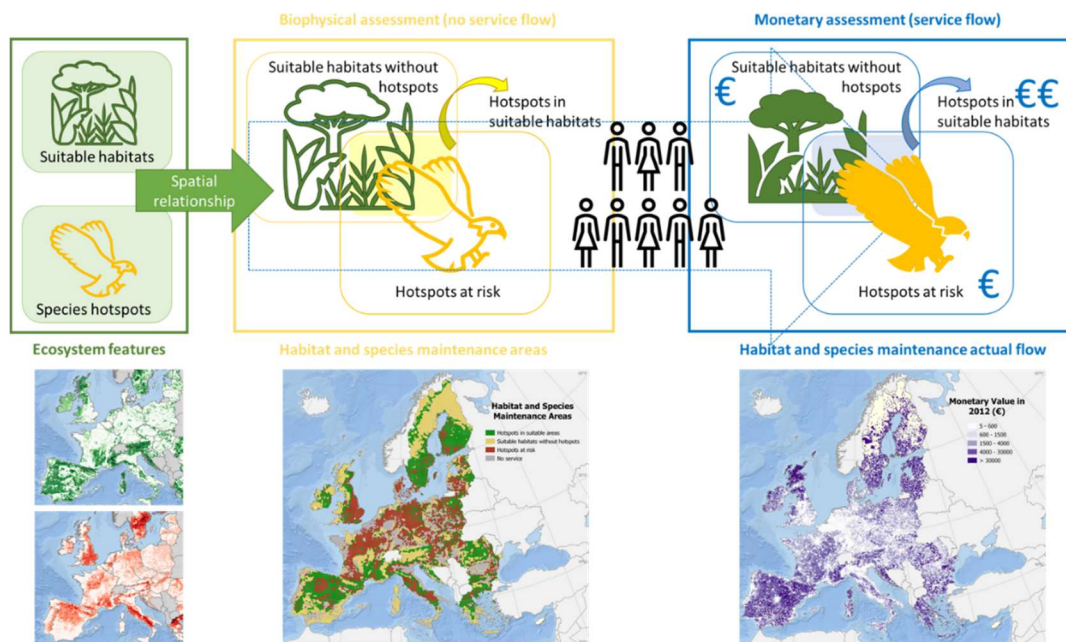 Biophysical assessment (no service flow)
Monetary assessment (service flow)
Suitable habitats
Species hotspots
Spatial
relationship
Suitable habitats without
hotspots
Hotspots in
suitable habitats
Hotspots at risk
Suitable habitats without
hotspots
€
Hotspots in
suitable habitats
€€
Hotspots at risk
€
Ecosystem features
Habitat and species maintenance areas
Habitat and species maintenance actual flow
Habitat and Species
Maintenance Areas
Hotspots in suitable areas
Suitable habitats without hotspots
Hotspots at risk
No service
Monetary Value in
2012 (€)
5 - 600
600 - 1500
1500 - 4000
4000 - 30000
> 30000